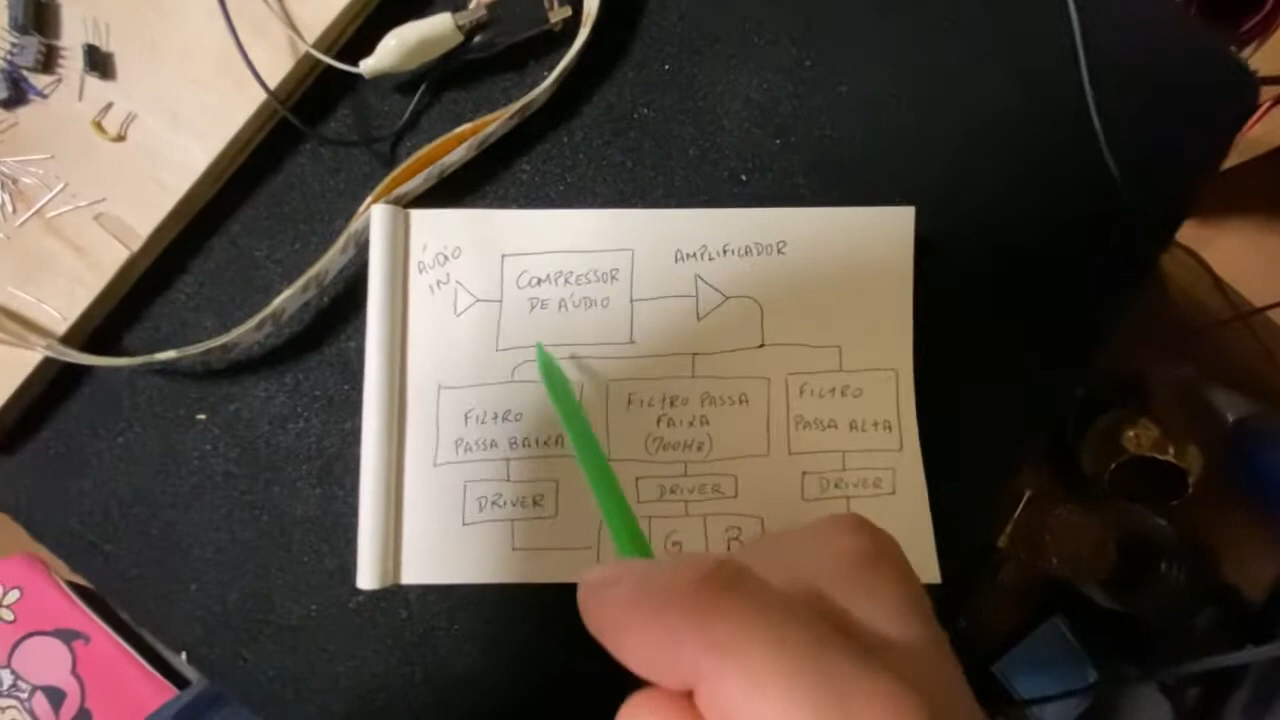 ÁUDIO
IN
COMPRESSOR
DE ÁUDIO
AMPLIFICADOR
FILTRO
PASSA BAIXA
FILTRO PASSA
FAIXA
(700Hz)
FILTRO
PASSA ALTA
DRIVER
DRIVER
DRIVER
G
R